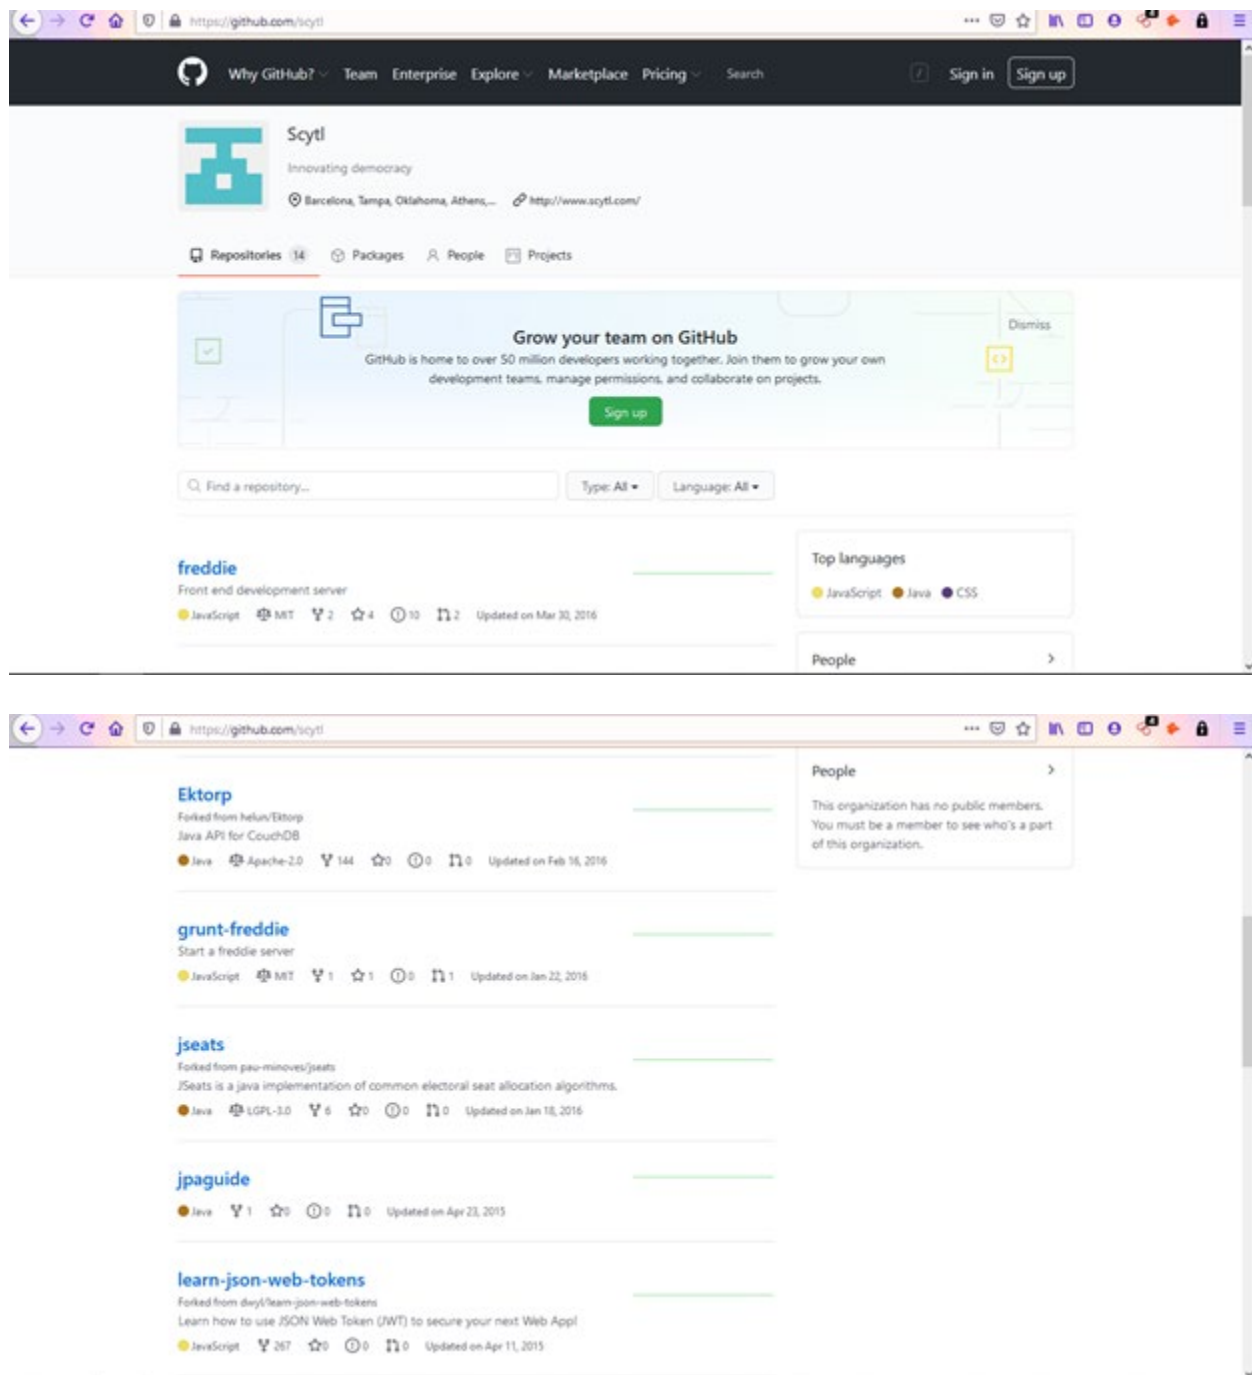 https://github.com/scytl
Why GitHub? Team Enterprise Explore Marketplace Pricing Search / Sign in Sign up
Scytl
Innovating democracy
Barcelona, Tampa, Oklahoma, Athens,... http://www.scytl.com/
Repositories 14 Packages People Projects
Dismiss
Grow your team on GitHub
GitHub is home to over 50 million developers working together. Join them to grow your own
development teams, manage permissions, and collaborate on projects.
Sign up
Find a repository... Type: All Language: All
freddie
Front end development server
JavaScript MIT 2 4 10 2 Updated on Mar 30, 2016
Top languages
JavaScript Java CSS
People
https://github.com/scytl
Ektorp
Forked from helun/Ektorp
Java API for CouchDB
Java Apache-2.0 144 0 0 0 Updated on Feb 16, 2016
People
This organization has no public members.
You must be a member to see who's a part
of this organization.
grunt-freddie
Start a freddie server
JavaScript MIT 1 1 0 1 Updated on Jan 22, 2016
jseats
Forked from pau-minoves/jseats
JSeats is a java implementation of common electoral seat allocation algorithms.
Java LGPL-3.0 6 0 0 0 Updated on Jan 18, 2016
jpaguide
Java 1 0 0 0 Updated on Apr 23, 2015
learn-json-web-tokens
Forked from dwyl/learn-json-web-tokens
Learn how to use JSON Web Token (JWT) to secure your next Web App!
JavaScript 267 0 0 0 Updated on Apr 11, 2015